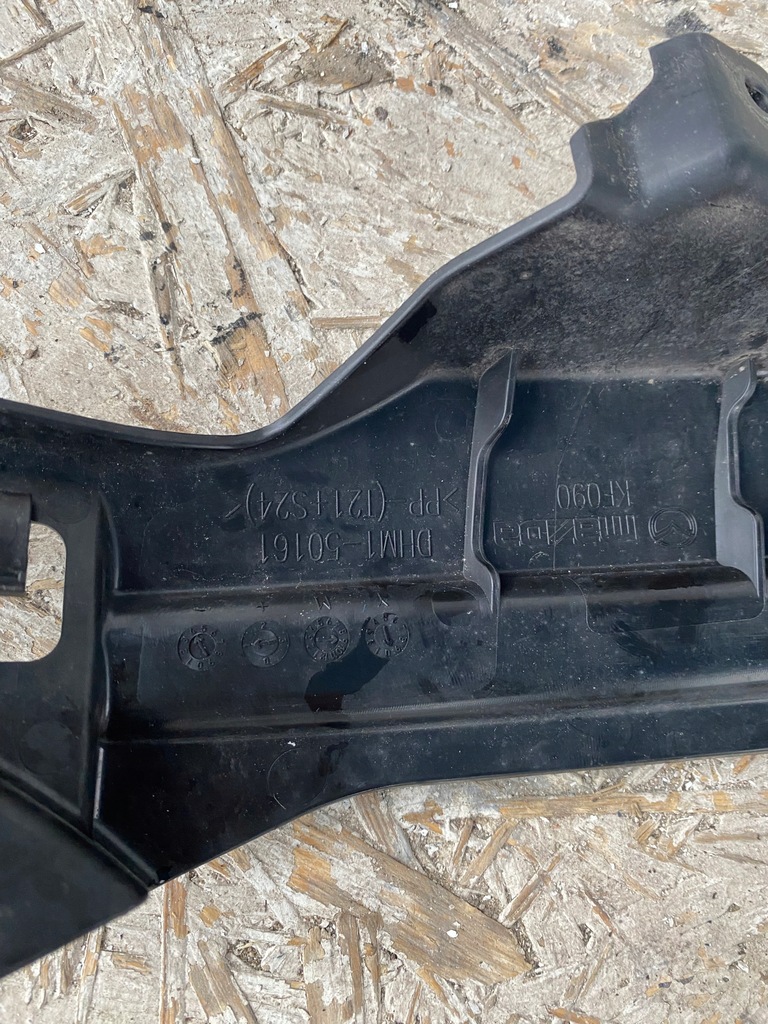 DHM1-50161
>PP-(T21+S24)<
mazda
KF090